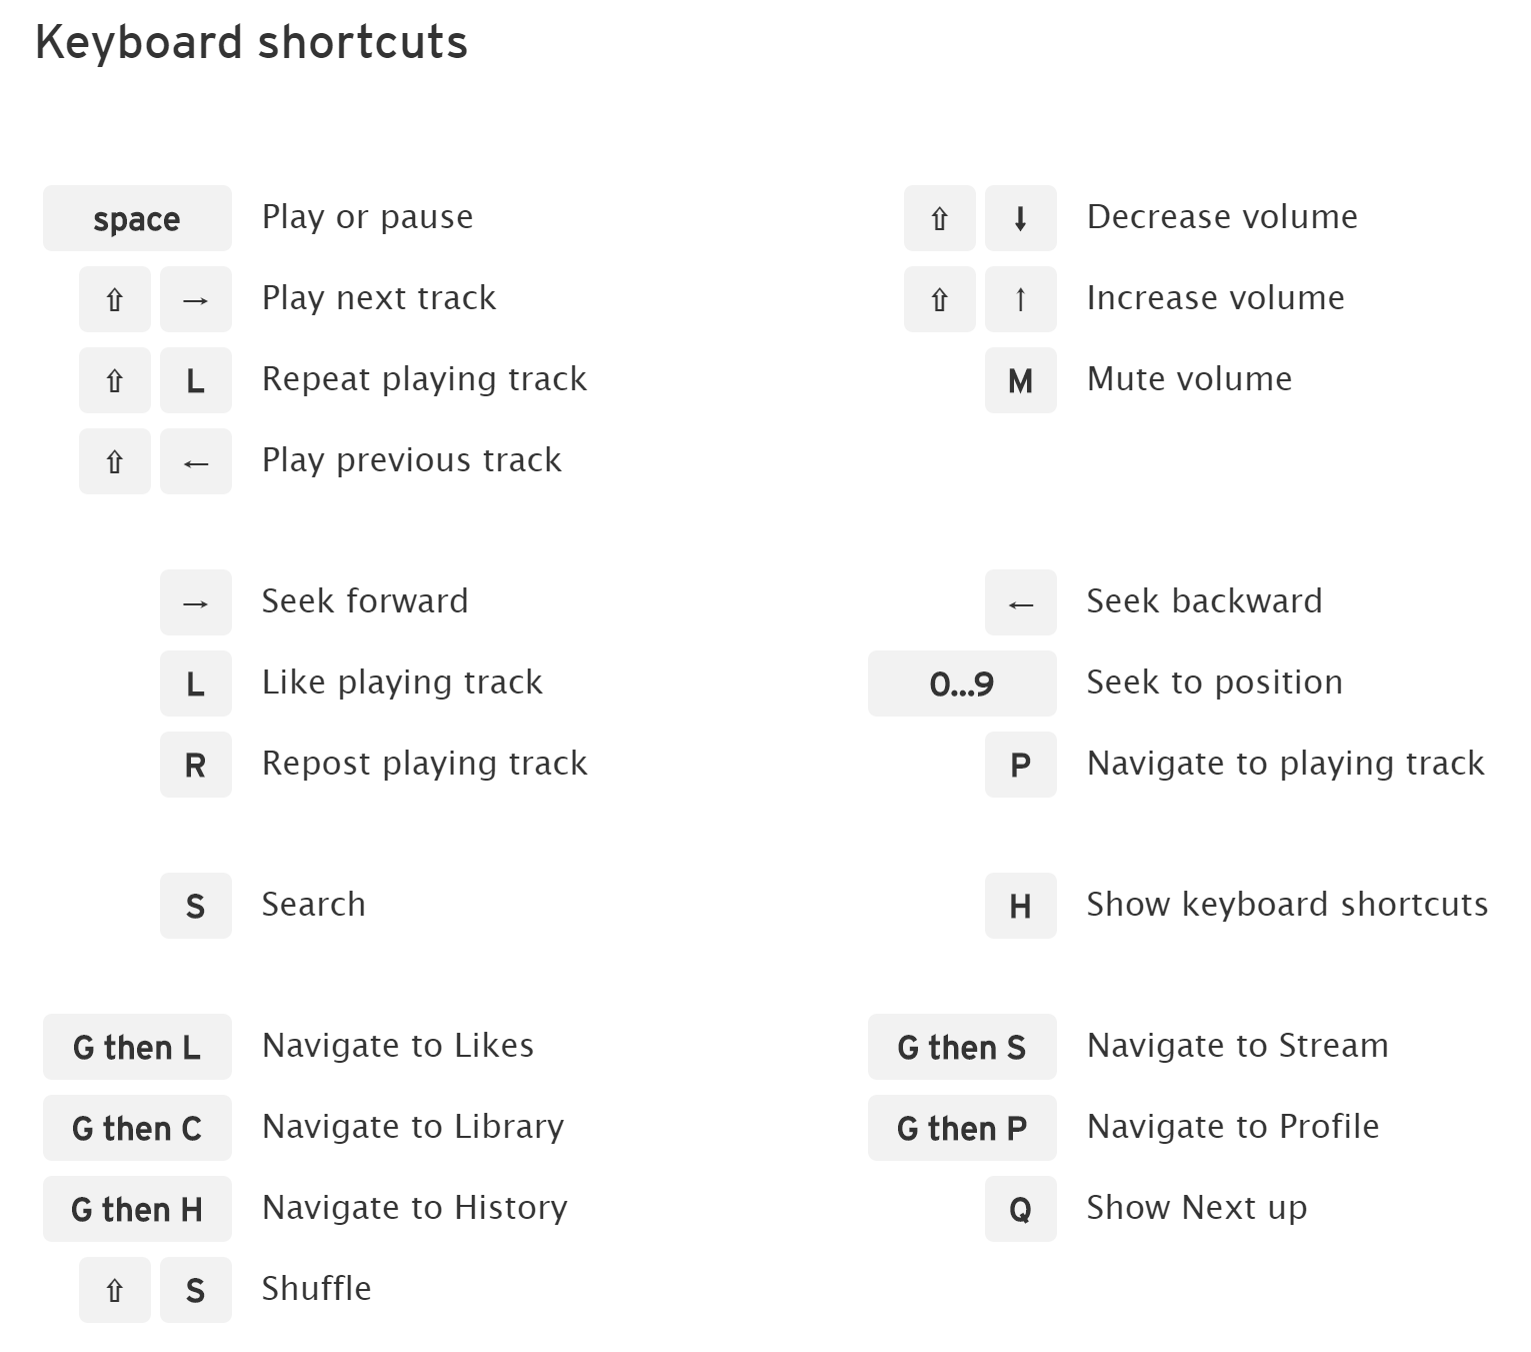 Keyboard shortcuts
space Play or pause
⇧ → Play next track
⇧ L Repeat playing track
⇧ ← Play previous track
⇧ ↓ Decrease volume
⇧ ↑ Increase volume
M Mute volume
→ Seek forward
L Like playing track
R Repost playing track
← Seek backward
0...9 Seek to position
P Navigate to playing track
S Search
H Show keyboard shortcuts
G then L Navigate to Likes
G then C Navigate to Library
G then H Navigate to History
⇧ S Shuffle
G then S Navigate to Stream
G then P Navigate to Profile
Q Show Next up